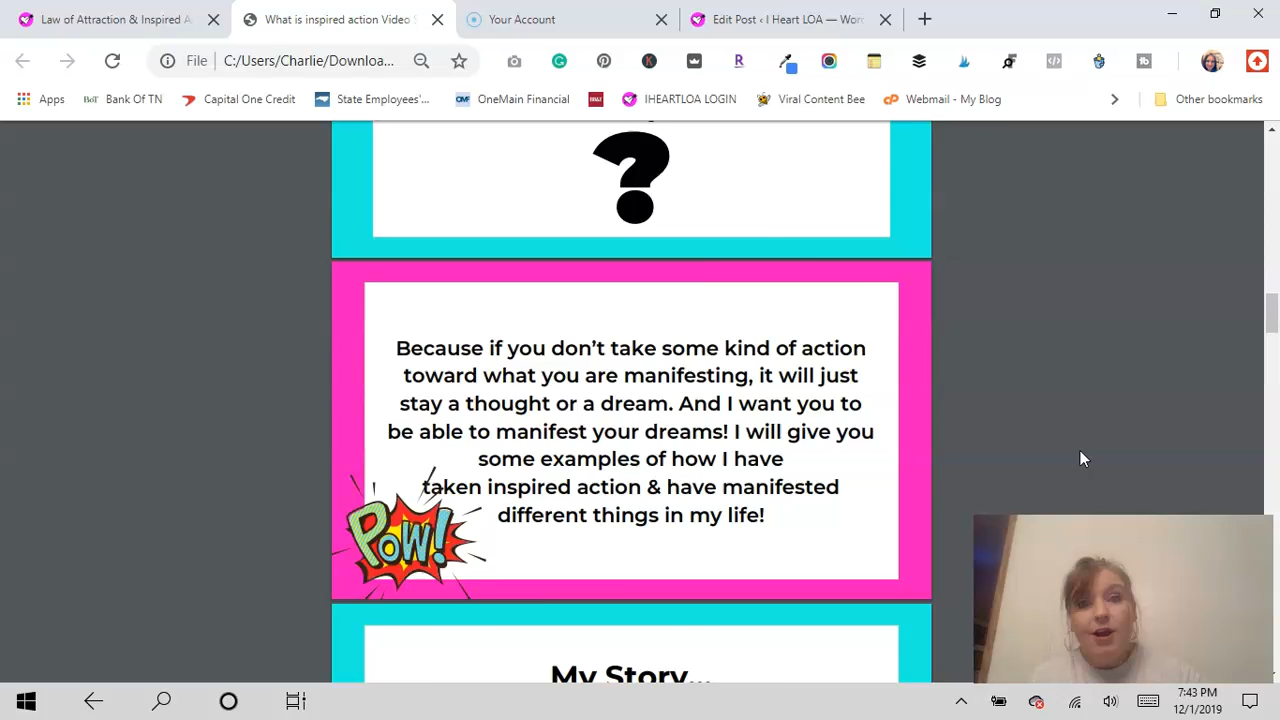 Law of Attraction & Inspired A
What is inspired action Video S
Your Account
Edit Post ‹ I Heart LOA — Wor
File
C:/Users/Charlie/Downloa...
Apps
Bank Of TN
Capital One Credit
State Employees'...
OneMain Financial
IHEARTLOA LOGIN
Viral Content Bee
Webmail - My Blog
Other bookmarks
?
Because if you don't take some kind of action
toward what you are manifesting, it will just
stay a thought or a dream. And I want you to
be able to manifest your dreams! I will give you
some examples of how I have
taken inspired action & have manifested
different things in my life!
POW!
My Story...
7:43 PM
12/1/2019